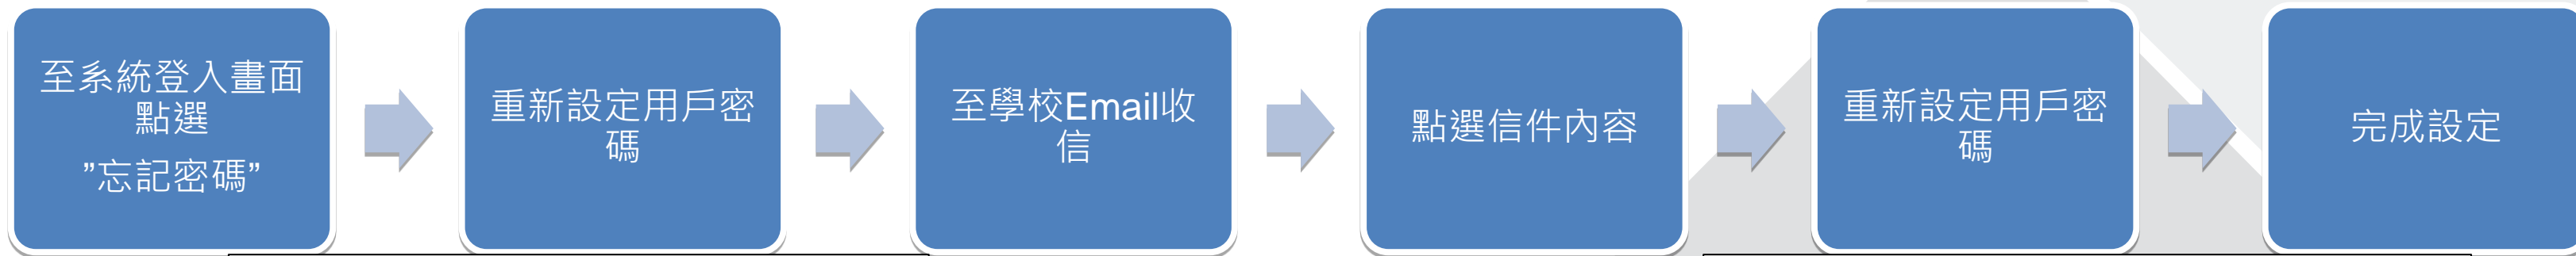 至系統登入畫面
點選
”忘記密碼”
重新設定用戶密
碼
至學校Email收
信
點選信件內容
重新設定用戶密
碼
完成設定